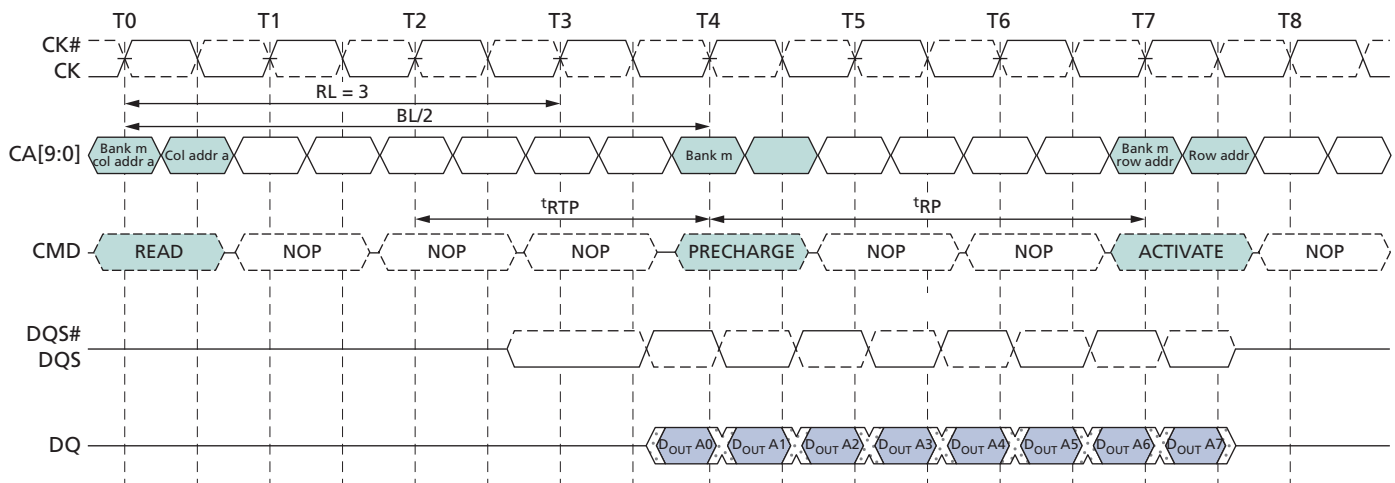 T0 T1 T2 T3 T4 T5 T6 T7 T8
CK#
CK
RL = 3
BL/2
CA[9:0]
Bank m
col addr a
Col addr a
Bank m
Bank m
row addr
Row addr
tRTP
tRP
CMD
READ NOP NOP NOP PRECHARGE NOP NOP ACTIVATE NOP
DQS#
DQS
DQ
DOUT A0 DOUT A1 DOUT A2 DOUT A3 DOUT A4 DOUT A5 DOUT A6 DOUT A7